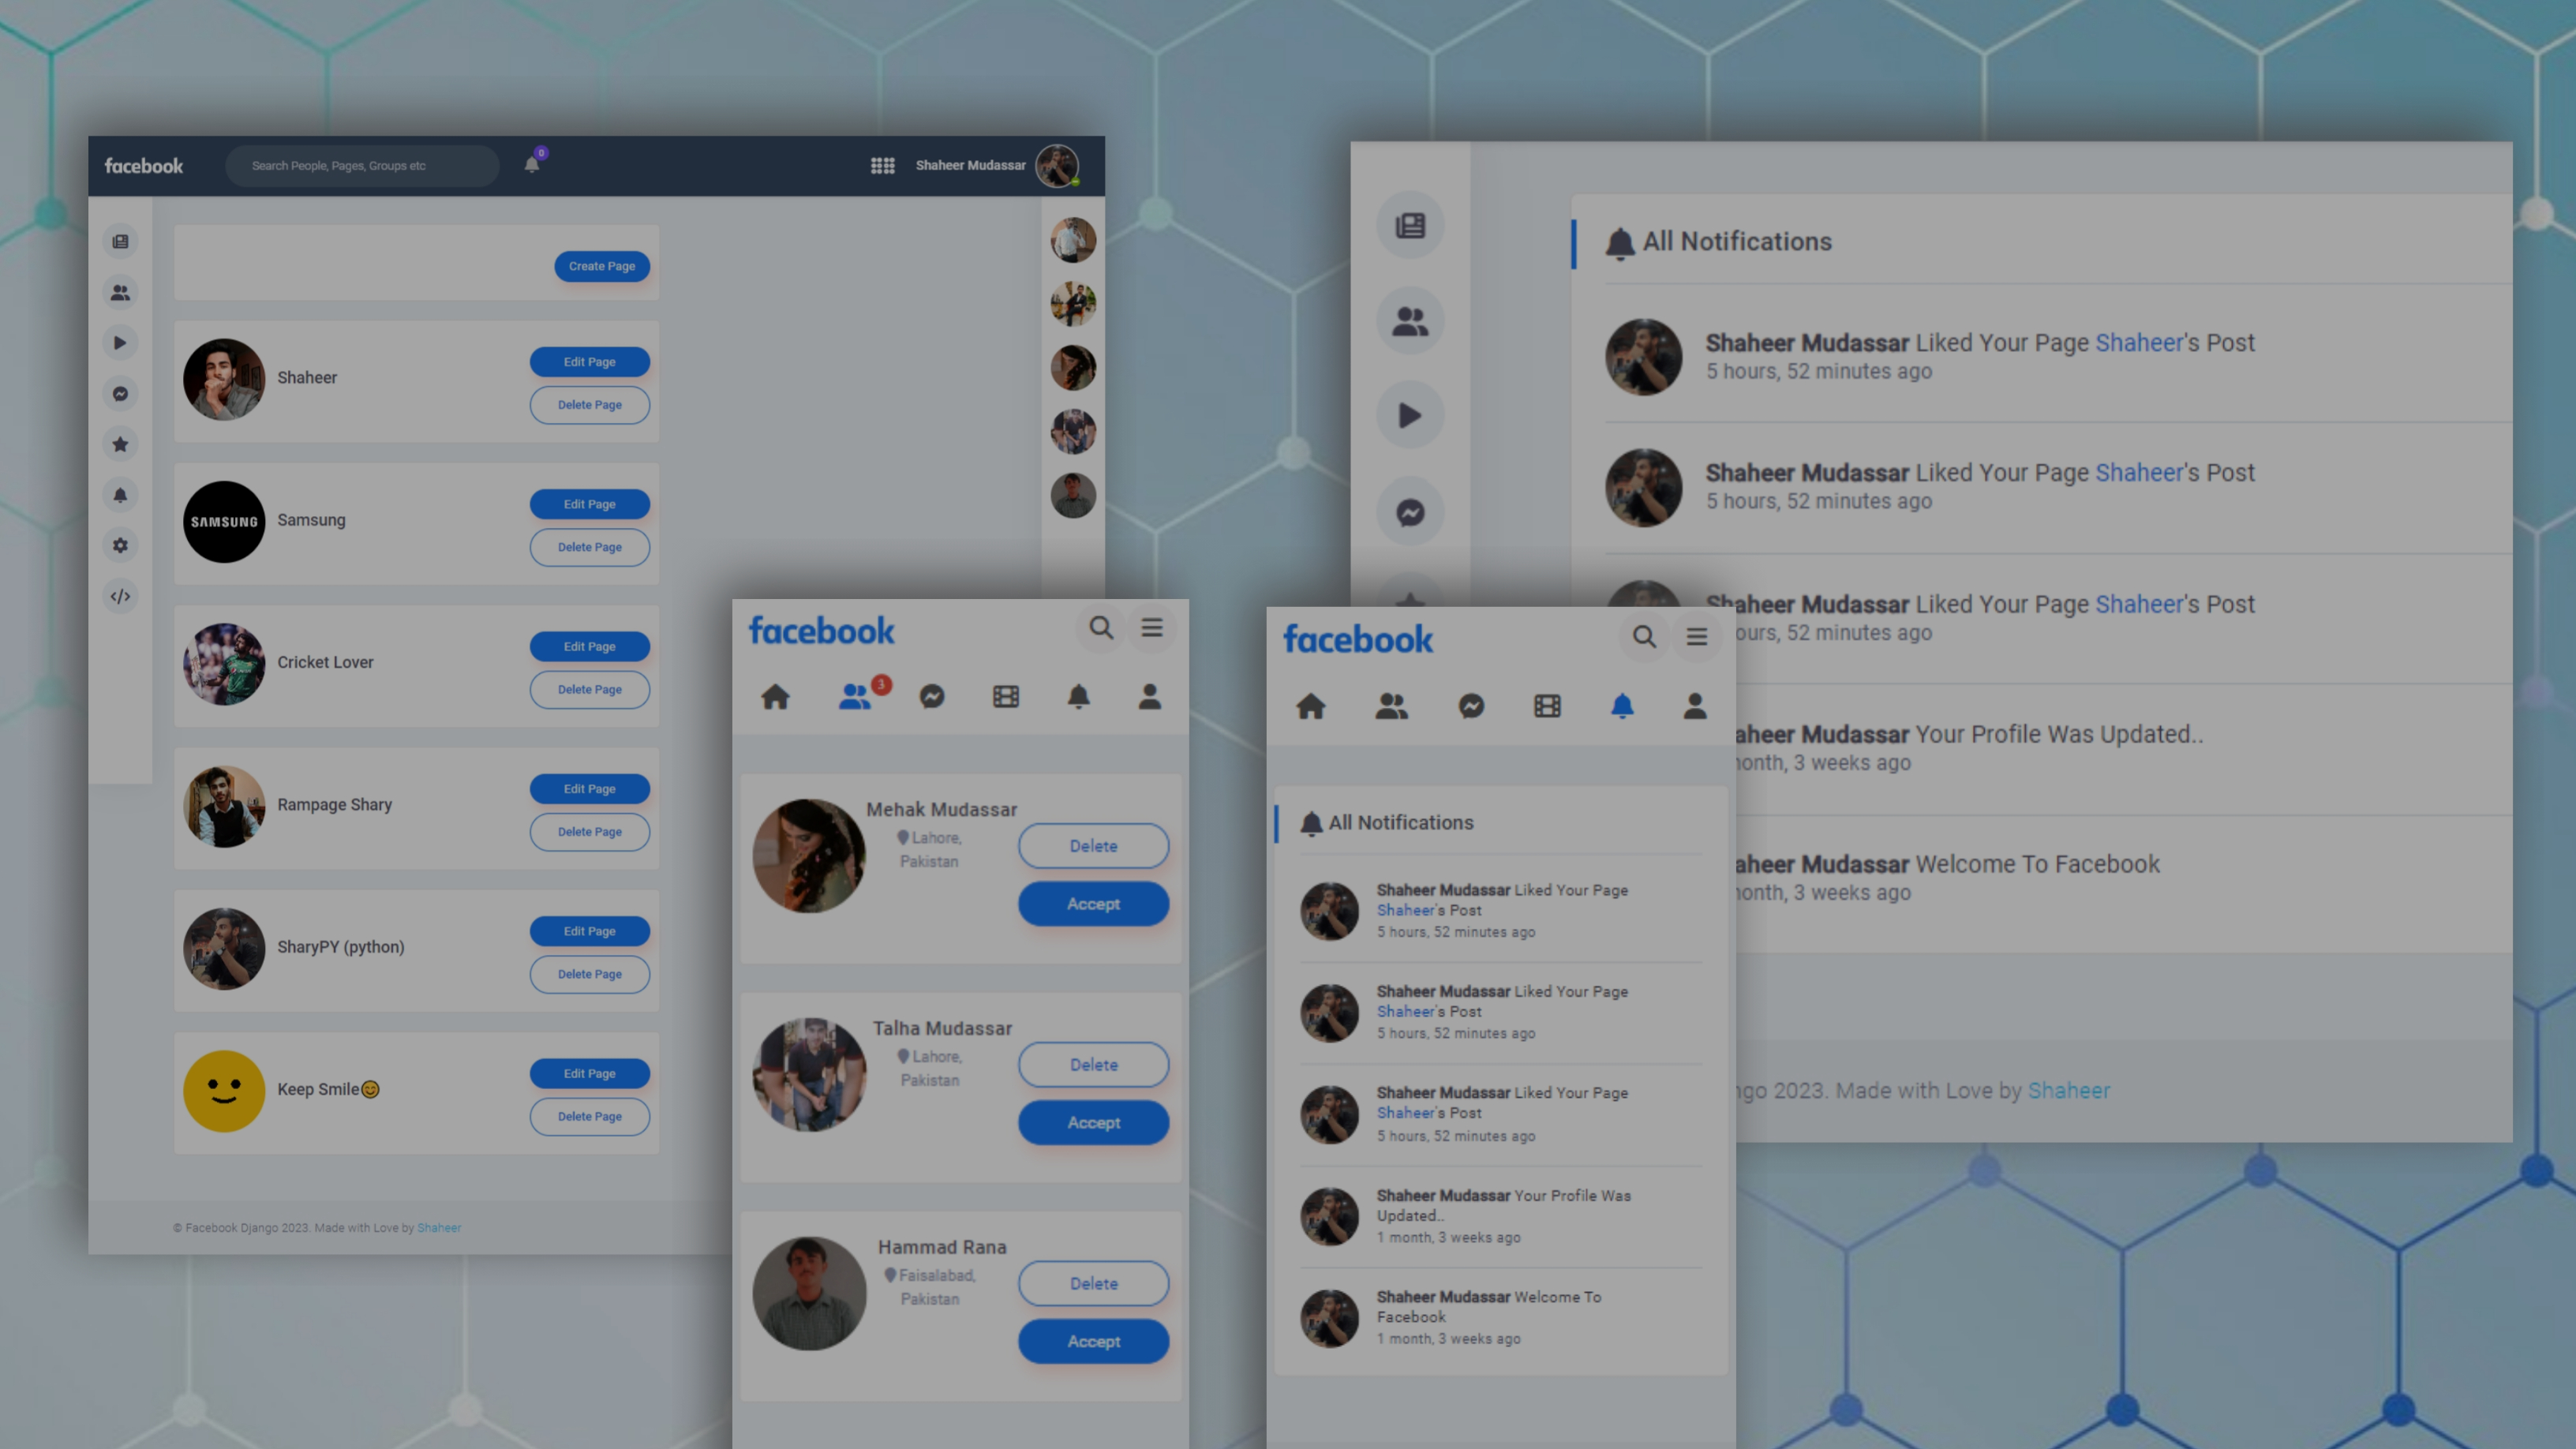 facebook
Search People, Pages, Groups etc
0
Shaheer Mudassar
Create Page
Shaheer
Edit Page
Delete Page
SAMSUNG
Samsung
Edit Page
Delete Page
Cricket Lover
Edit Page
Delete Page
Rampage Shary
Edit Page
Delete Page
SharyPY (python)
Edit Page
Delete Page
Keep Smile😊
Edit Page
Delete Page
© Facebook Django 2023. Made with Love by Shaheer
facebook
3
Mehak Mudassar
Lahore,
Pakistan
Delete
Accept
Talha Mudassar
Lahore,
Pakistan
Delete
Accept
Hammad Rana
Faisalabad,
Pakistan
Delete
Accept
facebook
All Notifications
Shaheer Mudassar Liked Your Page
Shaheer's Post
5 hours, 52 minutes ago
Shaheer Mudassar Liked Your Page
Shaheer's Post
5 hours, 52 minutes ago
Shaheer Mudassar Liked Your Page
Shaheer's Post
5 hours, 52 minutes ago
Shaheer Mudassar Your Profile Was
Updated..
1 month, 3 weeks ago
Shaheer Mudassar Welcome To
Facebook
1 month, 3 weeks ago
All Notifications
Shaheer Mudassar Liked Your Page Shaheer's Post
5 hours, 52 minutes ago
Shaheer Mudassar Liked Your Page Shaheer's Post
5 hours, 52 minutes ago
Shaheer Mudassar Liked Your Page Shaheer's Post
ours, 52 minutes ago
aheer Mudassar Your Profile Was Updated..
onth, 3 weeks ago
aheer Mudassar Welcome To Facebook
onth, 3 weeks ago
ngo 2023. Made with Love by Shaheer